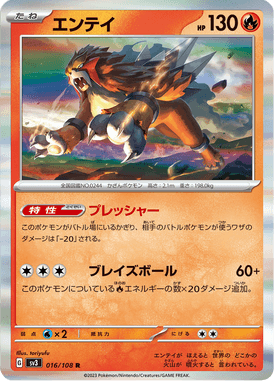 たね エンテイ HP 130
全国図鑑NO.0244 かざんポケモン 高さ：2.1m 重さ：198.0kg
特性 プレッシャー
このポケモンがバトル場にいるかぎり、相手のバトルポケモンが使うワザの
ダメージは「-20」される。
ブレイズボール 60+
このポケモンについている エネルギーの数×20ダメージ追加。
弱点 ×2 抵抗力 にげる
Illus. toriyufu
G sv3 016/108 R
エンテイが ほえると 世界の どこかの
火山が 噴火すると 言われている。
©2023 Pokémon/Nintendo/Creatures/GAME FREAK.